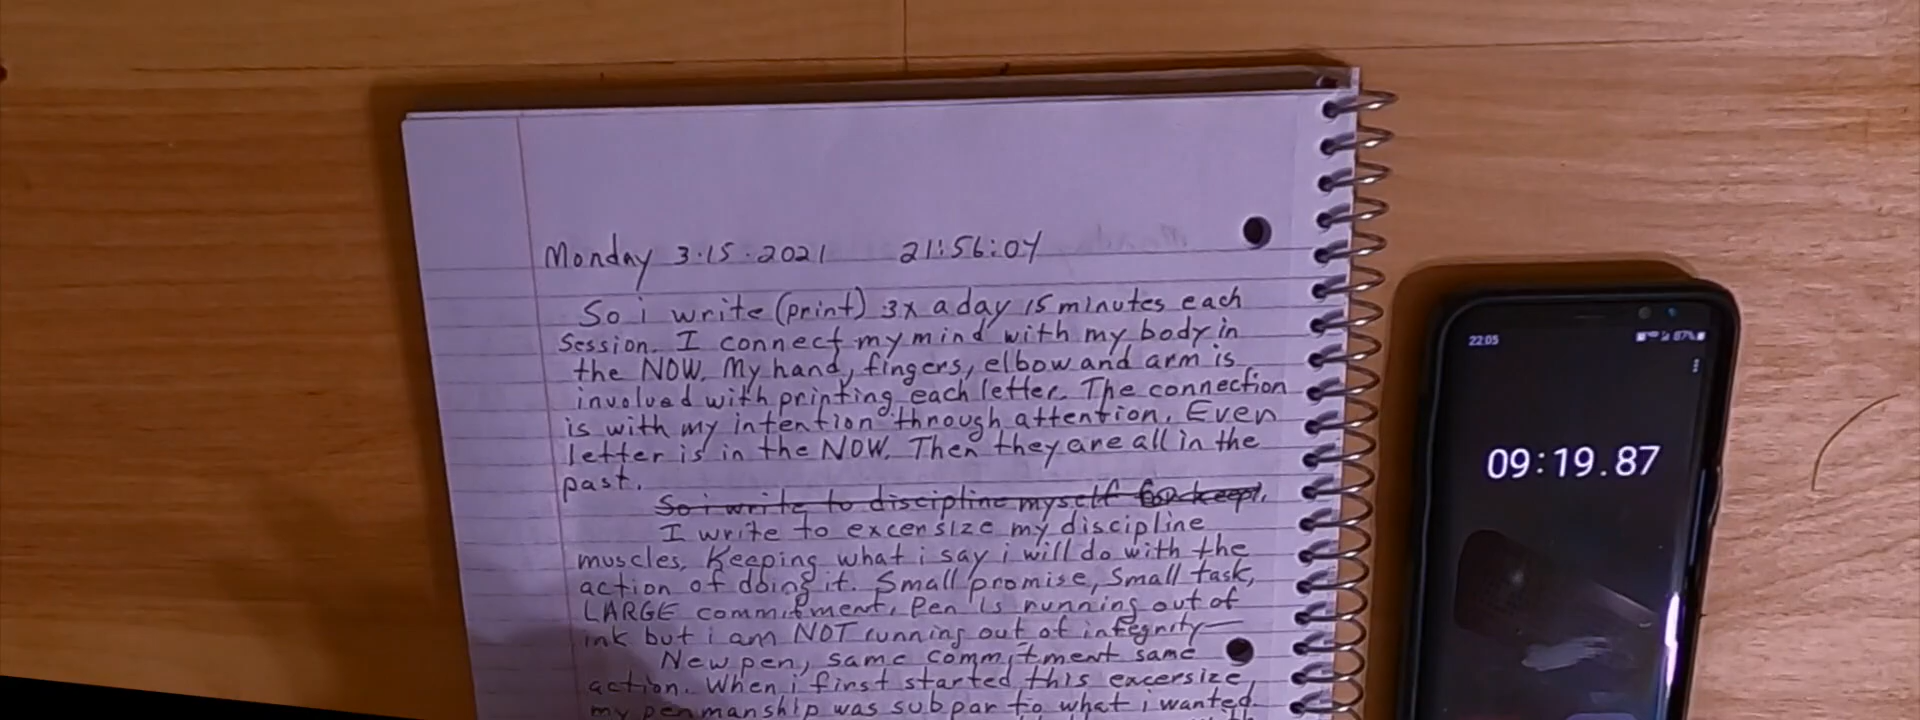 Monday 3.15.2021 21:56:04
So i write (print) 3x a day 15 minutes each
Session. I connect my mind with my body in
the NOW. My hand, fingers, elbow and arm is
involved with printing each letter. The connection
is with my intention through attention. Even
letter is in the NOW. Then they are all in the
past.
So i write to discipline myself
I write to excersize my discipline
muscles. Keeping what i say i will do with the
action of doing it. Small promise, small task,
LARGE commitment. Pen is running out of
ink but i am NOT running out of integnrity—
New pen, same commitment same
action. When i first started this excersize,
my penmanship was subpar to what i wanted.
22:05
87%
09:19.87